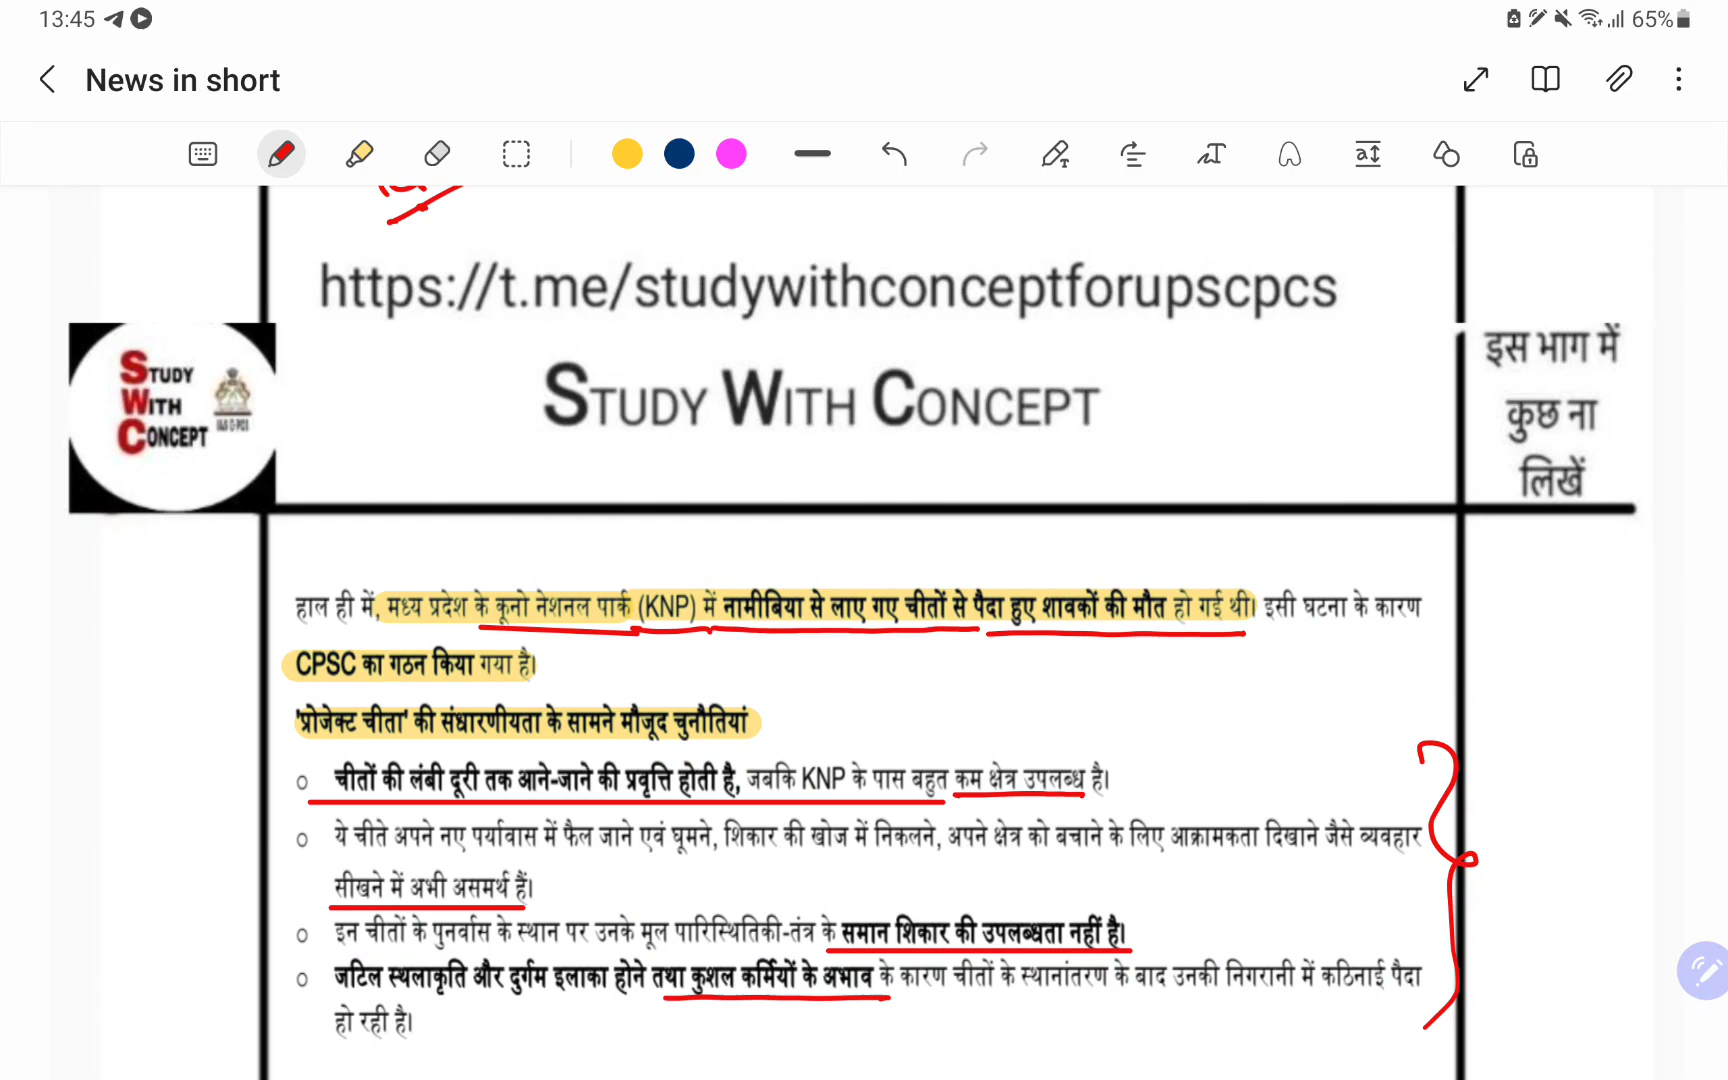 13:45
65%
News in short
https://t.me/studywithconceptforupscpcs
STUDY
WITH
CONCEPT
STUDY WITH CONCEPT
इस भाग में
कुछ ना
लिखें
हाल ही में, मध्य प्रदेश के कूनो नेशनल पार्क (KNP) में नामीबिया से लाए गए चीतों से पैदा हुए शावकों की मौत हो गई थी। इसी घटना के कारण
CPSC का गठन किया गया है।
'प्रोजेक्ट चीता' की संधारणीयता के सामने मौजूद चुनौतियां
o चीतों की लंबी दूरी तक आने-जाने की प्रवृत्ति होती है, जबकि KNP के पास बहुत कम क्षेत्र उपलब्ध है।
o ये चीते अपने नए पर्यावास में फैल जाने एवं घूमने, शिकार की खोज में निकलने, अपने क्षेत्र को बचाने के लिए आक्रामकता दिखाने जैसे व्यवहार
सीखने में अभी असमर्थ हैं।
o इन चीतों के पुनर्वास के स्थान पर उनके मूल पारिस्थितिकी-तंत्र के समान शिकार की उपलब्धता नहीं है।
o जटिल स्थलाकृति और दुर्गम इलाका होने तथा कुशल कर्मियों के अभाव के कारण चीतों के स्थानांतरण के बाद उनकी निगरानी में कठिनाई पैदा
हो रही है।